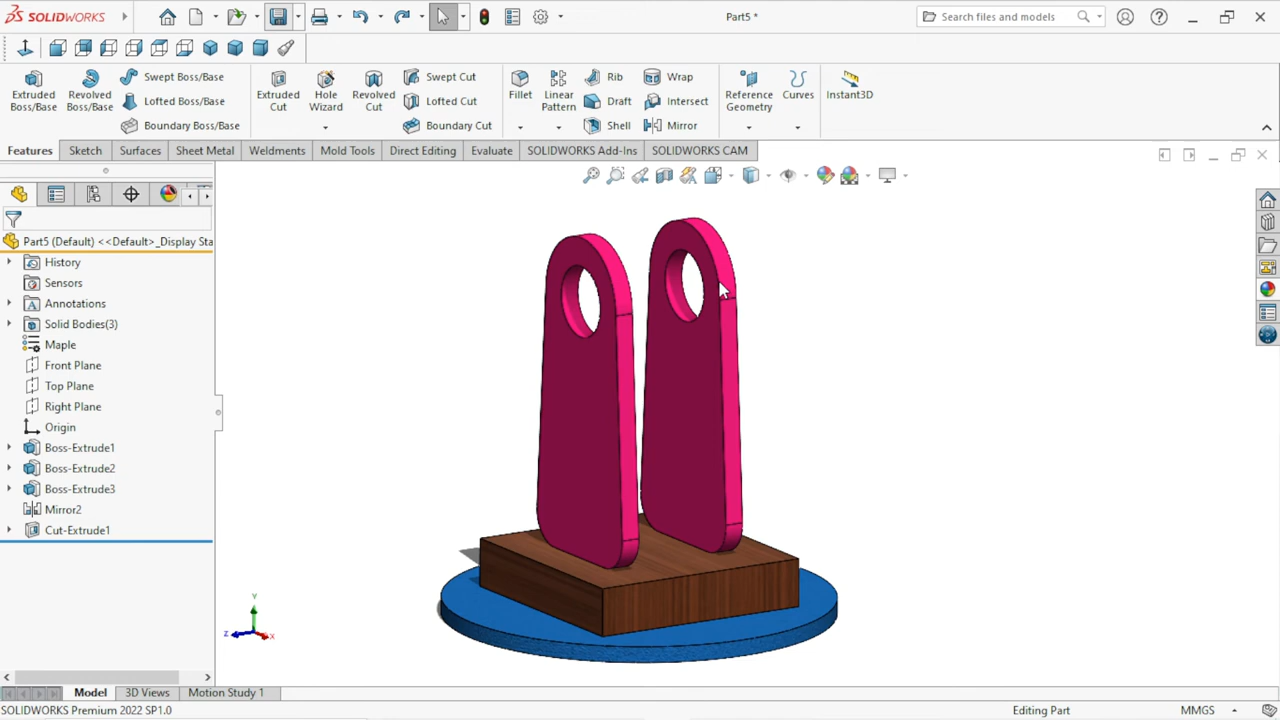 SOLIDWORKS
Part5 *
Search files and models
Extruded Boss/Base
Revolved Boss/Base
Swept Boss/Base
Lofted Boss/Base
Boundary Boss/Base
Extruded Cut
Hole Wizard
Revolved Cut
Swept Cut
Lofted Cut
Boundary Cut
Fillet
Linear Pattern
Rib
Draft
Shell
Wrap
Intersect
Mirror
Reference Geometry
Curves
Instant3D
Features
Sketch
Surfaces
Sheet Metal
Weldments
Mold Tools
Direct Editing
Evaluate
SOLIDWORKS Add-Ins
SOLIDWORKS CAM
Part5 (Default) <<Default>_Display Sta
History
Sensors
Annotations
Solid Bodies(3)
Maple
Front Plane
Top Plane
Right Plane
Origin
Boss-Extrude1
Boss-Extrude2
Boss-Extrude3
Mirror2
Cut-Extrude1
Y
Z
X
Model
3D Views
Motion Study 1
SOLIDWORKS Premium 2022 SP1.0
Editing Part
MMGS